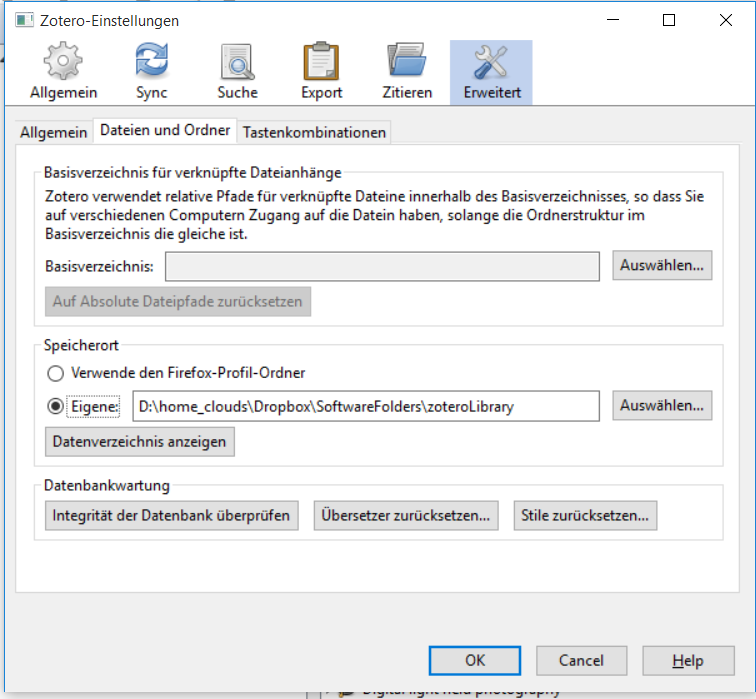 Zotero-Einstellungen
Allgemein Sync Suche Export Zitieren Erweitert
Allgemein Dateien und Ordner Tastenkombinationen
Basisverzeichnis für verknüpfte Dateianhänge
Zotero verwendet relative Pfade für verknüpfte Dateine innerhalb des Basisverzeichnisses, so dass Sie
auf verschiedenen Computern Zugang auf die Datein haben, solange die Ordnerstruktur im
Basisverzeichnis die gleiche ist.
Basisverzeichnis: Auswählen...
Auf Absolute Dateipfade zurücksetzen
Speicherort
Verwende den Firefox-Profil-Ordner
Eigene: D:\home_clouds\Dropbox\SoftwareFolders\zoteroLibrary Auswählen...
Datenverzeichnis anzeigen
Datenbankwartung
Integrität der Datenbank überprüfen Übersetzer zurücksetzen... Stile zurücksetzen...
OK Cancel Help
Digital light field photography